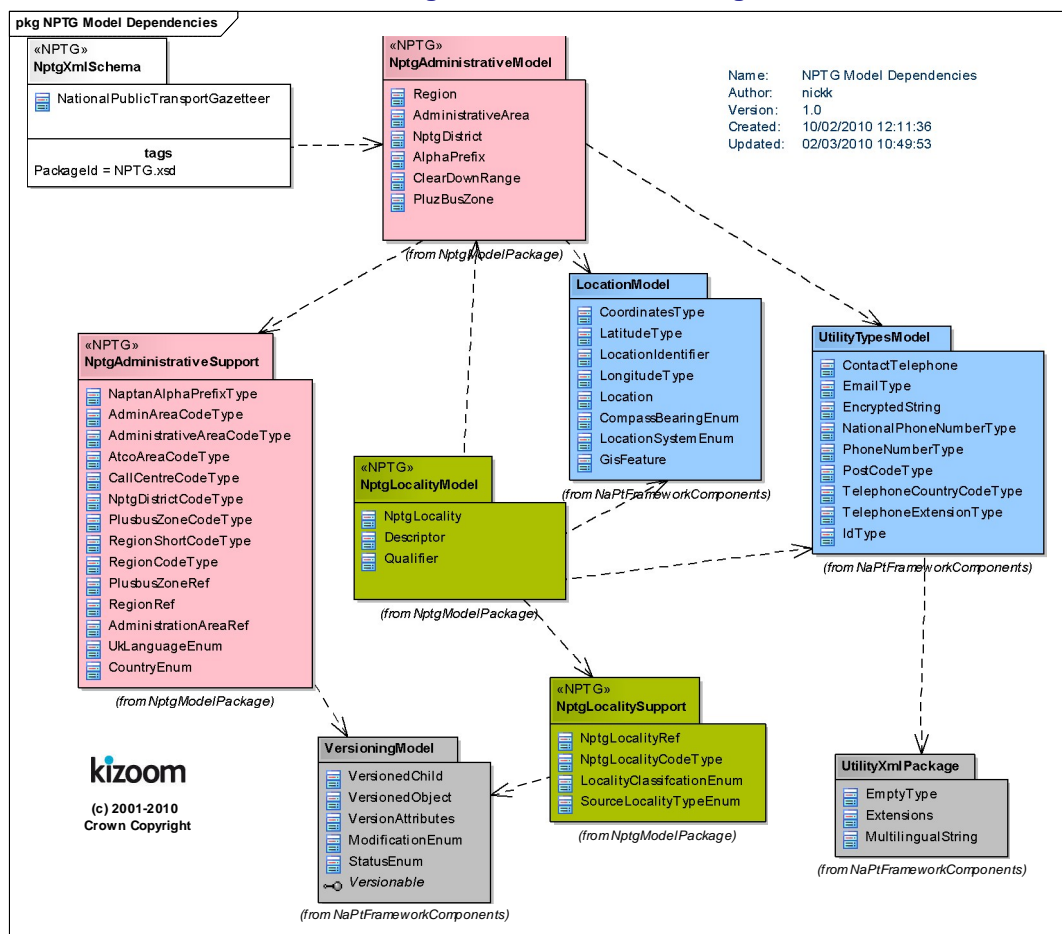 pkg NPTG Model Dependencies
«NPTG»
NptgXmlSchema
NationalPublicTransportGazetteer
tags
PackageId = NPTG.xsd
«NPTG»
NptgAdministrativeModel
Region
AdministrativeArea
NptgDistrict
AlphaPrefix
ClearDownRange
PluzBusZone
(from NptgModelPackage)
Name: NPTG Model Dependencies
Author: nickk
Version: 1.0
Created: 10/02/2010 12:11:36
Updated: 02/03/2010 10:49:53
LocationModel
CoordinatesType
LatitudeType
LocationIdentifier
LongitudeType
Location
CompassBearingEnum
LocationSystemEnum
GisFeature
(from NaPtFrameworkComponents)
UtilityTypesModel
ContactTelephone
EmailType
EncryptedString
NationalPhoneNumberType
PhoneNumberType
PostCodeType
TelephoneCountryCodeType
TelephoneExtensionType
IdType
(from NaPtFrameworkComponents)
«NPTG»
NptgAdministrativeSupport
NaptanAlphaPrefixType
AdminAreaCodeType
AdministrativeAreaCodeType
AtcoAreaCodeType
CallCentreCodeType
NptgDistrictCodeType
PlusbusZoneCodeType
RegionShortCodeType
RegionCodeType
PlusbusZoneRef
RegionRef
AdministrationAreaRef
UkLanguageEnum
CountryEnum
(from NptgModelPackage)
«NPTG»
NptgLocalityModel
NptgLocality
Descriptor
Qualifier
(from NptgModelPackage)
«NPTG»
NptgLocalitySupport
NptgLocalityRef
NptgLocalityCodeType
LocalityClassifcationEnum
SourceLocalityTypeEnum
(from NptgModelPackage)
VersioningModel
VersionedChild
VersionedObject
VersionAttributes
ModificationEnum
StatusEnum
Versionable
(from NaPtFrameworkComponents)
UtilityXmlPackage
EmptyType
Extensions
MultilingualString
(from NaPtFrameworkComponents)
kizoom
(c) 2001-2010
Crown Copyright